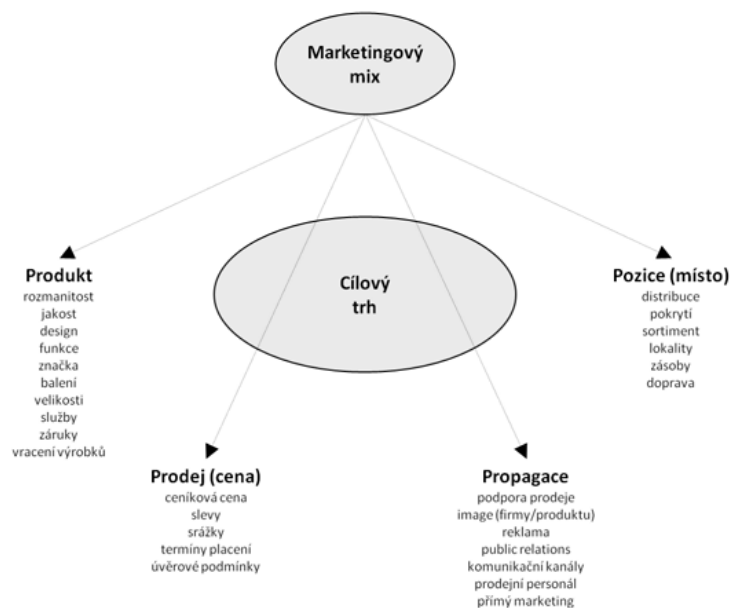 Marketingový
mix
Cílový
trh
Produkt
rozmanitost
jakost
design
funkce
značka
balení
velikosti
služby
záruky
vracení výrobků
Prodej (cena)
ceníková cena
slevy
srážky
termíny placení
úvěrové podmínky
Propagace
podpora prodeje
image (firmy/produktu)
reklama
public relations
komunikační kanály
prodejní personál
přímý marketing
Pozice (místo)
distribuce
pokrytí
sortiment
lokality
zásoby
doprava